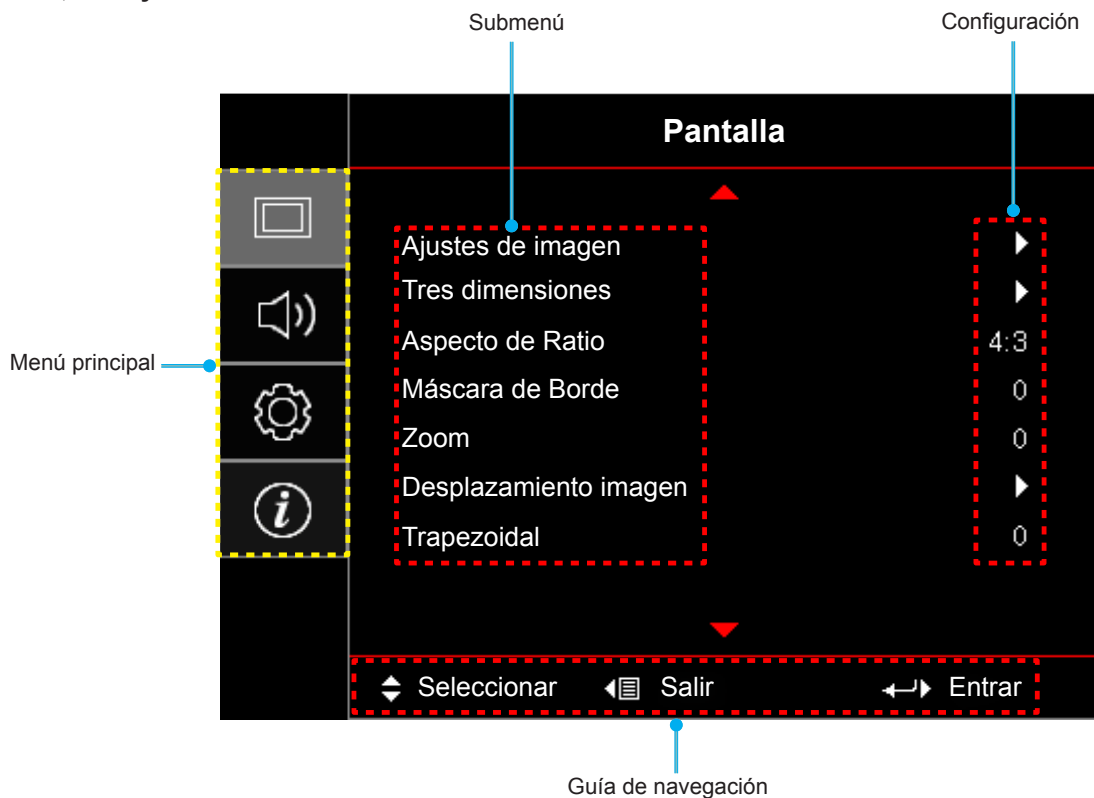 Submenú Configuración
Pantalla
Ajustes de imagen
Tres dimensiones
Aspecto de Ratio 4:3
Máscara de Borde 0
Zoom 0
Desplazamiento imagen
Trapezoidal 0
Menú principal
Seleccionar Salir Entrar
Guía de navegación